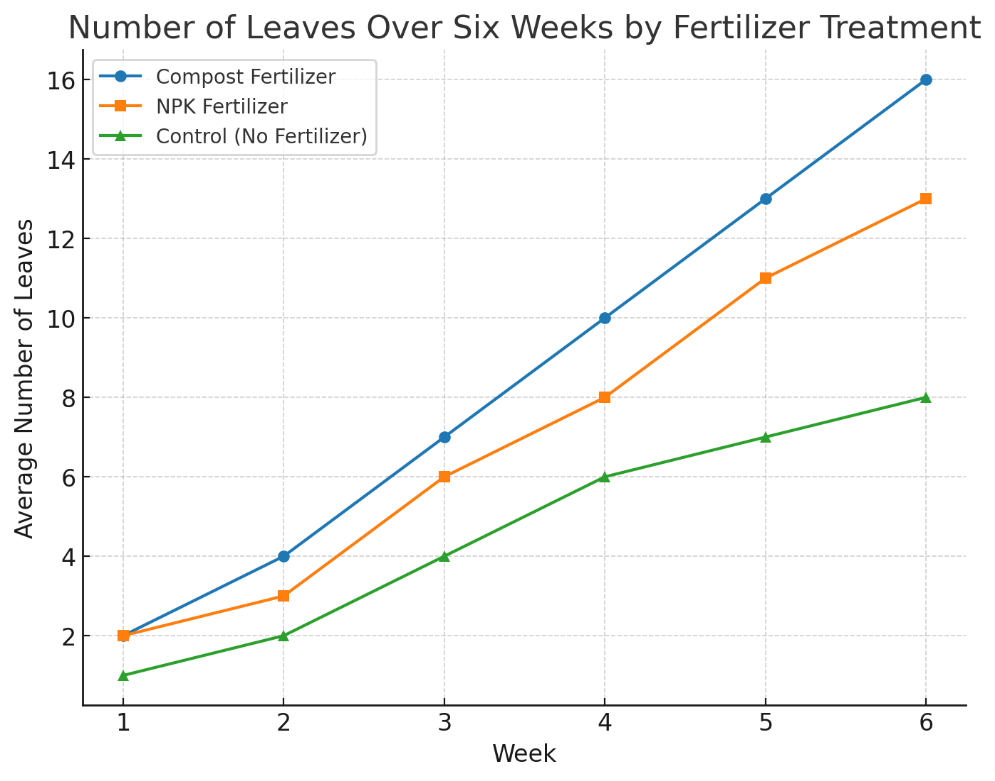 Number of Leaves Over Six Weeks by Fertilizer Treatment
Compost Fertilizer
NPK Fertilizer
Control (No Fertilizer)
Average Number of Leaves
16
14
12
10
8
6
4
2
1 2 3 4 5 6
Week